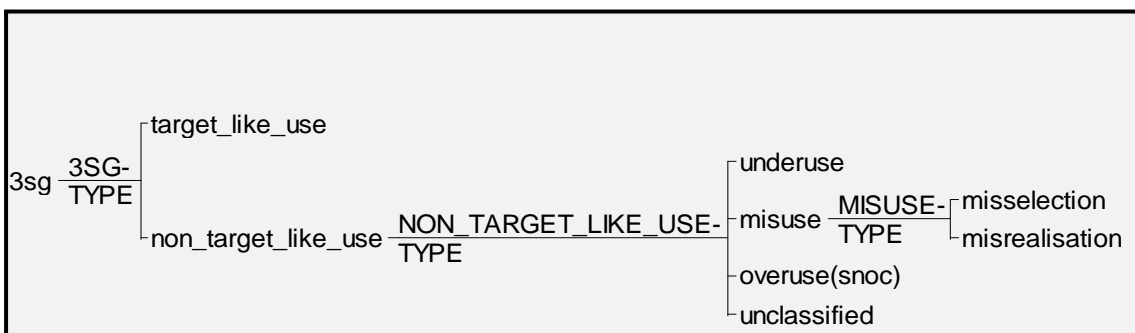 target_like_use
3sg 3SG-
TYPE
underuse
non_target_like_use NON_TARGET_LIKE_USE-
TYPE
misuse MISUSE-
TYPE
misselection
misrealisation
overuse(snoc)
unclassified